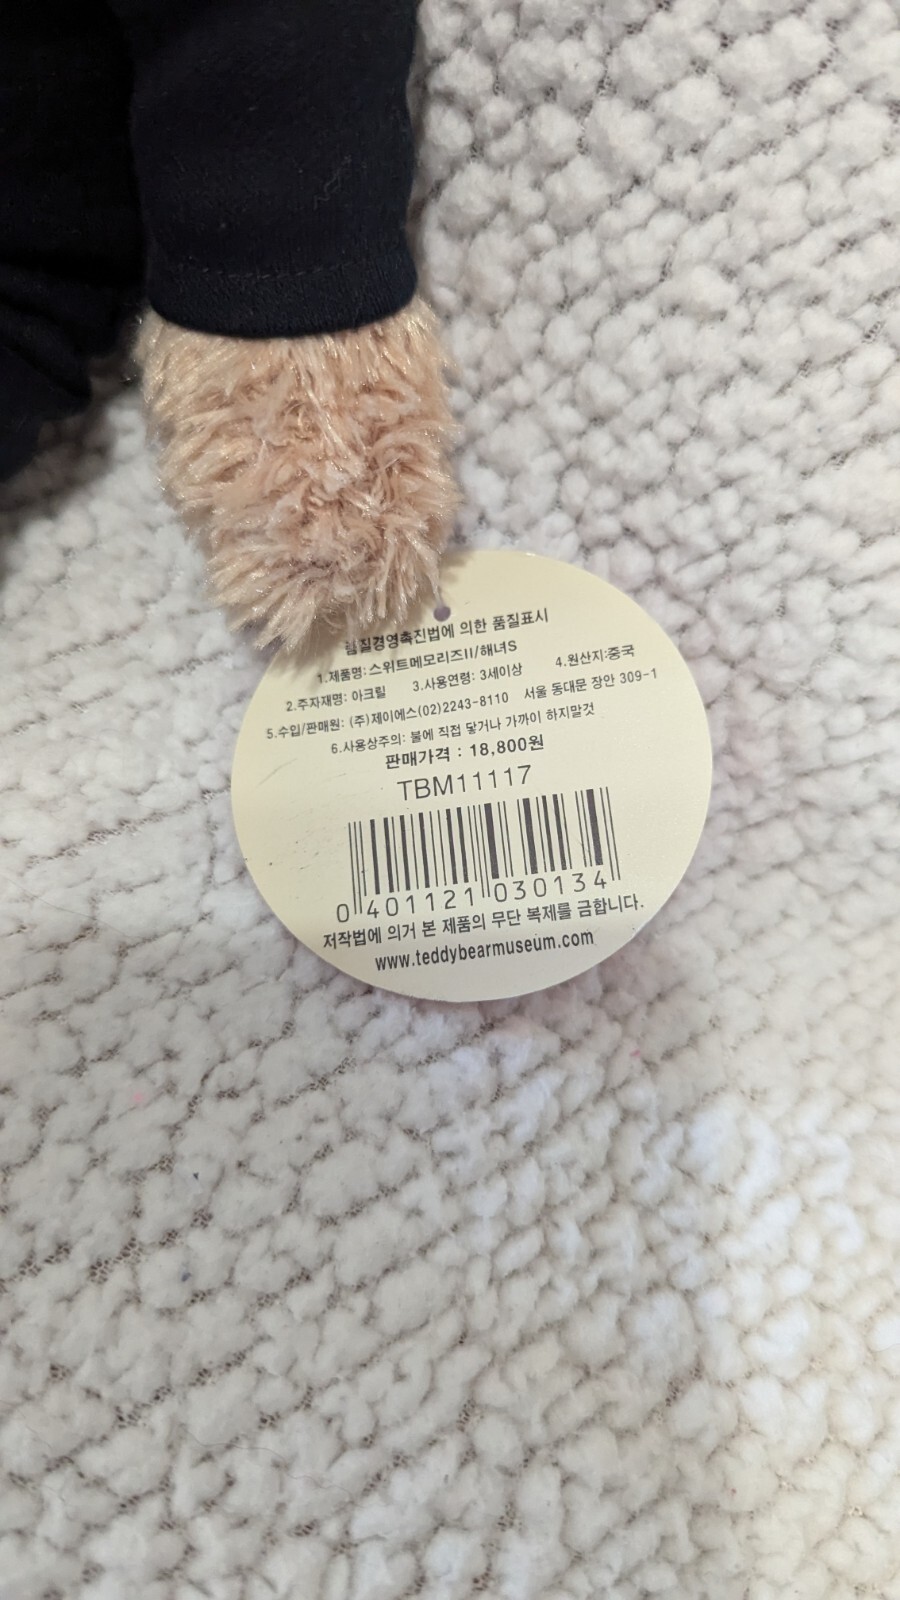 품질경영촉진법에 의한 품질표시
1.제품명: 스위트메모리즈II/해녀S
2.주자재명: 아크릴 3.사용연령: 3세이상 4.원산지:중국
5.수입/판매원: (주)제이에스(02)2243-8110 서울 동대문 장안 309-1
6.사용상주의: 불에 직접 닿거나 가까이 하지말것
판매가격 : 18,800원
TBM11117
0 401121 030134
저작법에 의거 본 제품의 무단 복제를 금합니다.
www.teddybearmuseum.com